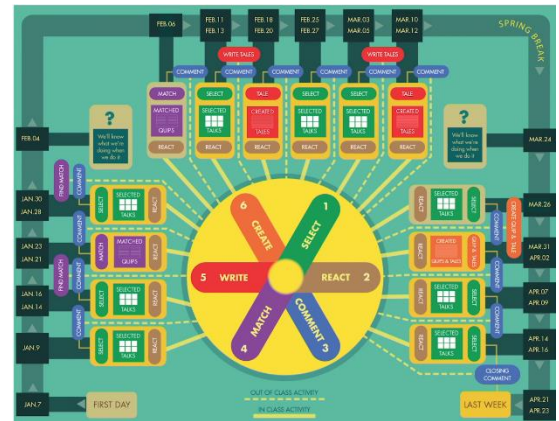 FEB.06
FEB.11
FEB.13
FEB.18
FEB.20
FEB.25
FEB.27
MAR.03
MAR.05
MAR.10
MAR.12
SPRING BREAK
WRITE TALES
WRITE TALES
COMMENT
COMMENT
COMMENT
COMMENT
COMMENT
MATCH
MATCHED
QUIPS
REACT
SELECT
SELECTED
TALKS
REACT
TALE
CREATED
TALES
REACT
SELECT
SELECTED
TALKS
REACT
SELECT
SELECTED
TALKS
REACT
TALE
CREATED
TALES
REACT
?
We'll know
what we're
doing when
we do it
?
We'll know
what we're
doing when
we do it
FEB.04
JAN.30
JAN.28
JAN.23
JAN.21
JAN.16
JAN.14
JAN.9
JAN.7
FIND MATCH
COMMENT
SELECT
SELECTED
TALKS
REACT
COMMENT
MATCH
MATCHED
QUIPS
REACT
FIND MATCH
COMMENT
SELECT
SELECTED
TALKS
REACT
COMMENT
SELECT
SELECTED
TALKS
REACT
FIRST DAY
6
CREATE
1
SELECT
5 WRITE
REACT 2
4
MATCH
COMMENT
3
OUT OF CLASS ACTIVITY
IN CLASS ACTIVITY
MAR.24
MAR.26
MAR.31
APR.02
APR.07
APR.09
APR.14
APR.16
APR.21
APR.23
REACT
SELECTED
TALKS
SELECT
COMMENT
CREATE QUIP & TALE
REACT
CREATED
QUIPS & TALES
QUIP & TALE
COMMENT
REACT
SELECTED
TALKS
SELECT
COMMENT
REACT
SELECTED
TALKS
SELECT
CLOSING
COMMENT
LAST WEEK